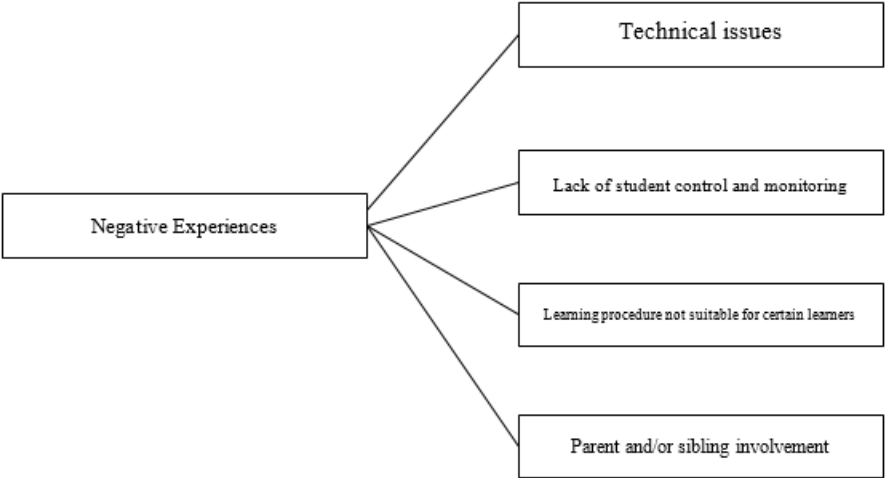 Technical issues
Lack of student control and monitoring
Negative Experiences
Learning procedure not suitable for certain learners
Parent and/or sibling involvement